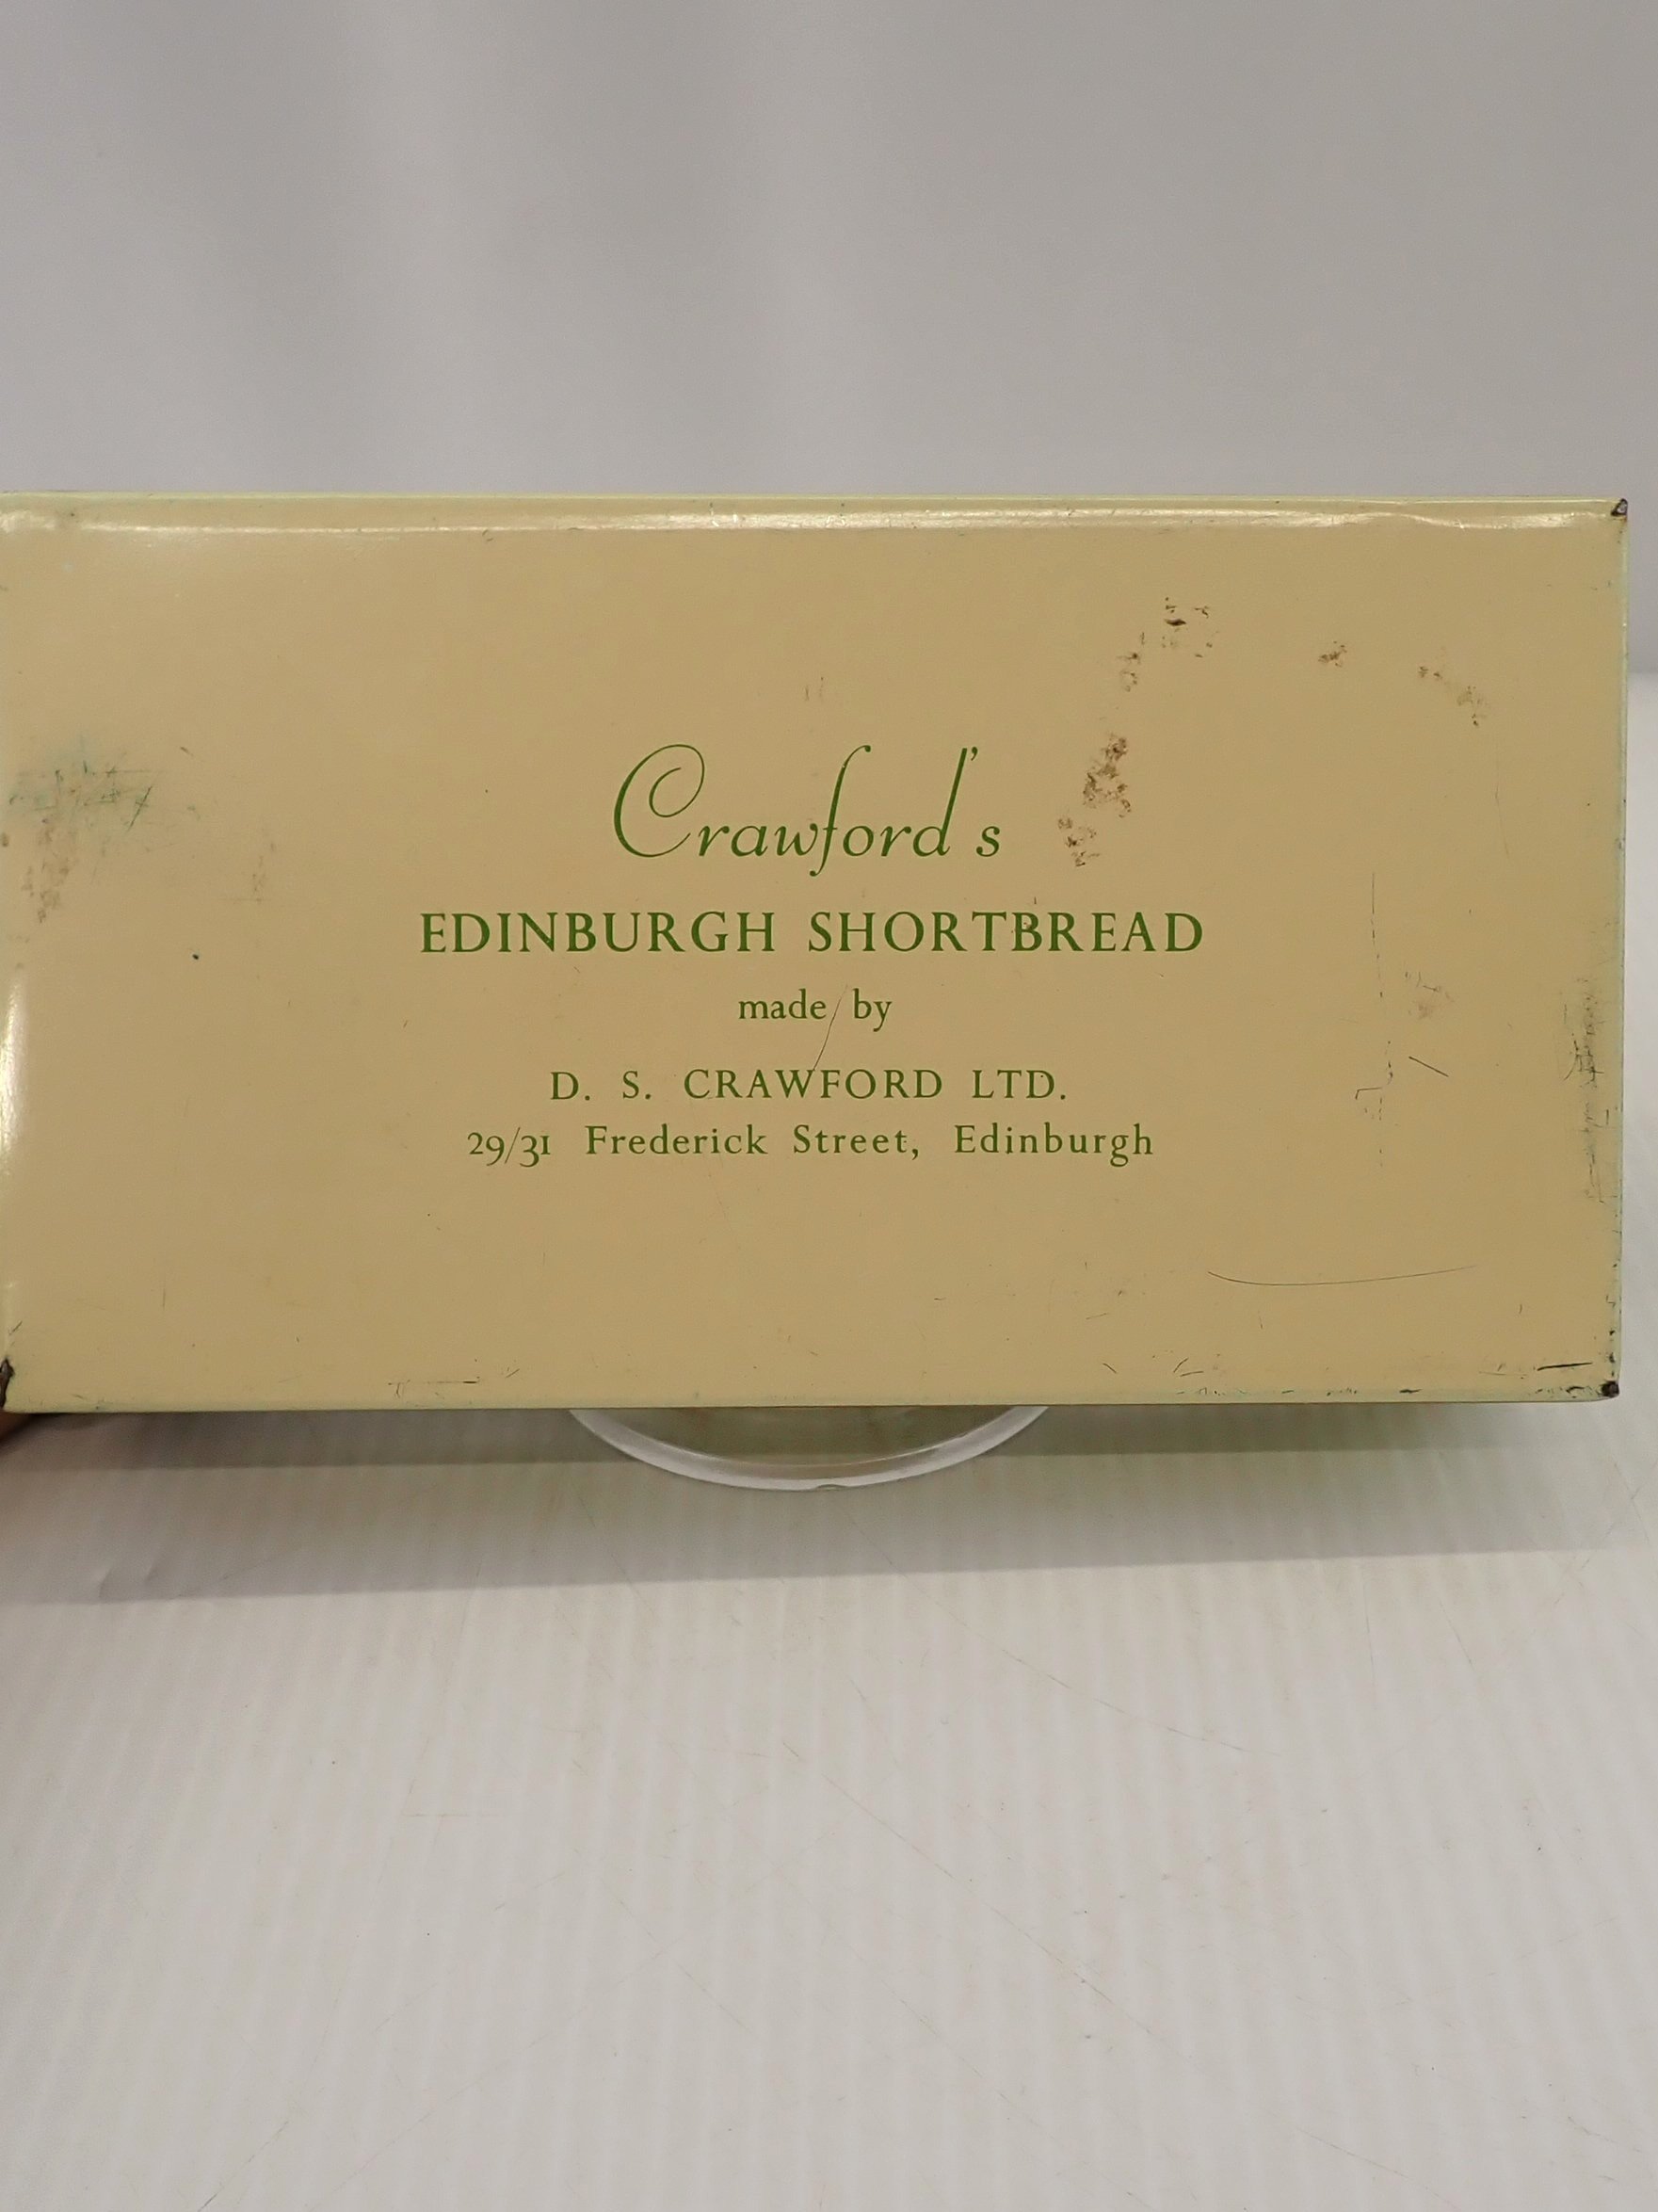 Crawford's
EDINBURGH SHORTBREAD
made by
D. S. CRAWFORD LTD.
29/31 Frederick Street, Edinburgh